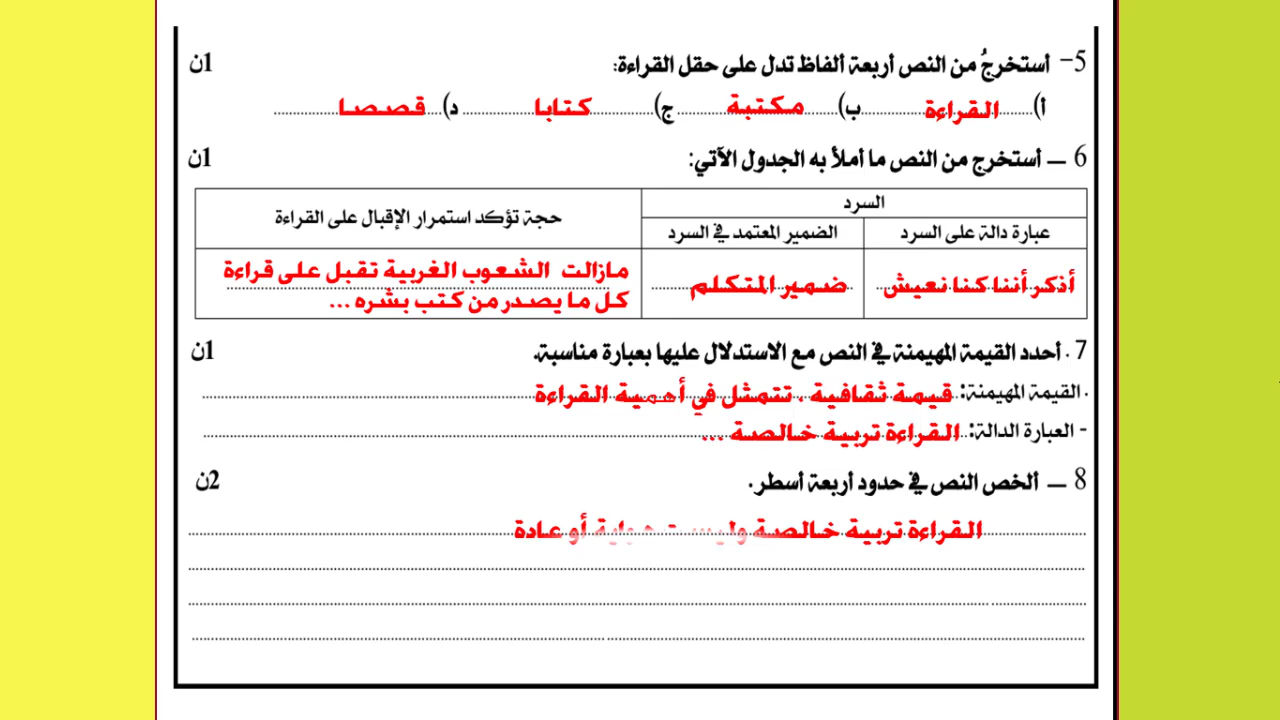 5- أستخرجُ من النص أربعة ألفاظ تدل على حقل القراءة: 1ن
أ) القراءة ب) مكتبة ج) كتابا د) قصصا
6 – أستخرج من النص ما أملأ به الجدول الآتي: 1ن
السرد
حجة تؤكد استمرار الإقبال على القراءة
عبارة دالة على السرد
الضمير المعتمد في السرد
أذكر أننا كنا نعيش
ضمير المتكلم
مازالت الشعوب الغربية تقبل على قراءة
كل ما يصدر من كتب بشره ...
7. أحدد القيمة المهيمنة في النص مع الاستدلال عليها بعبارة مناسبة. 1ن
. القيمة المهيمنة: قيمة ثقافية ، تتمثل في أهمية القراءة
- العبارة الدالة: القراءة تربية خالصة ...
8 – ألخص النص في حدود أربعة أسطر. 2ن
القراءة تربية خالصة وليست هواية أو عادة